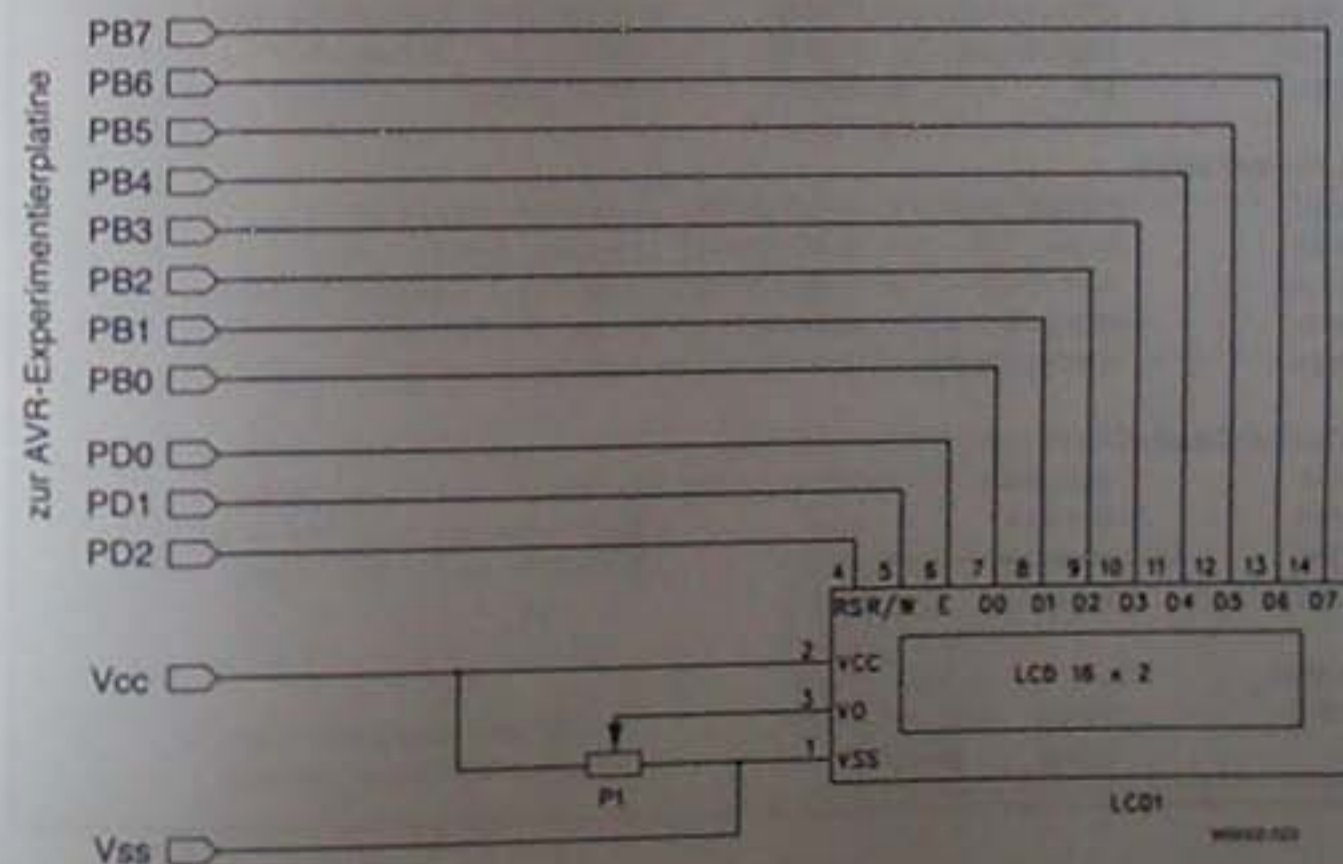 zur AVR-Experimentierplatine
PB7
PB6
PB5
PB4
PB3
PB2
PB1
PB0
PD0
PD1
PD2
4 5 6 7 8 9 10 11 12 13 14
RS R/W E D0 D1 D2 D3 D4 D5 D6 D7
Vcc
2 VCC
LCD 16 x 2
3 VO
1 VSS
P1
LCD1
Vss